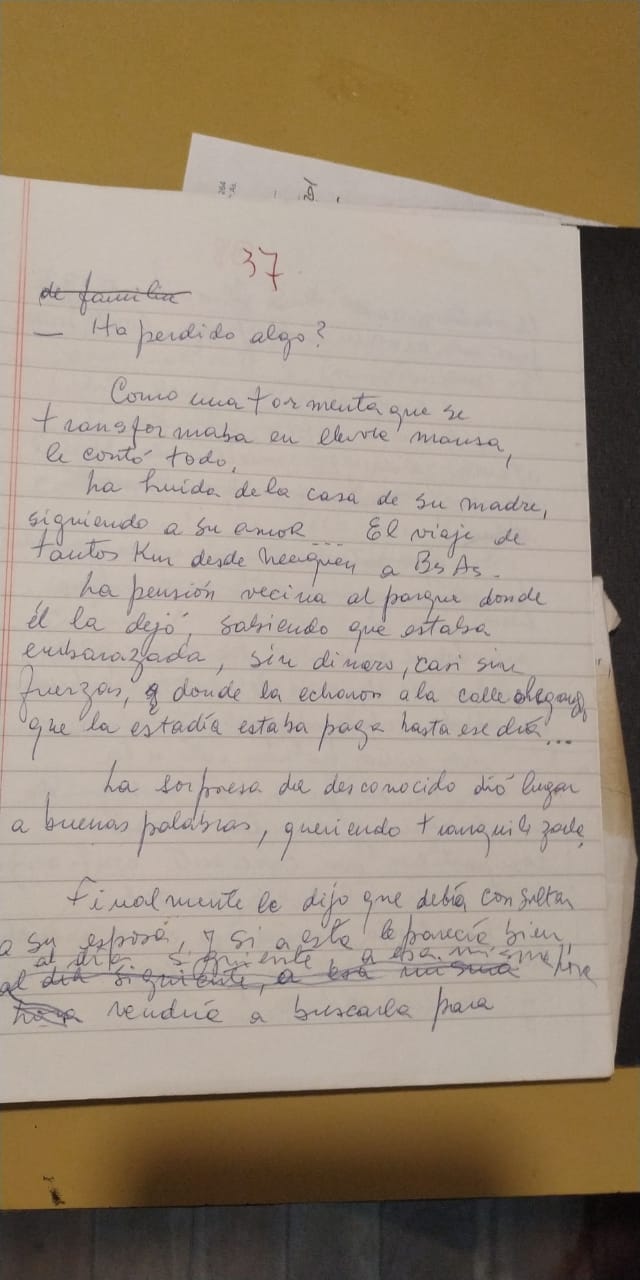 37
de familia
— Ha perdido algo?
Como una tormenta que se
transformaba en lluvia mansa,
le contó todo.
La huida de la casa de su madre,
siguiendo a su amor... El viaje de
tantos Km desde Neuquen a Bs As.
La pensión vecina al parque donde
él la dejó, sabiendo que estaba
embarazada, sin dinero, casi sin
fuerzas, y donde la echaron a la calle alegando
que la estadía estaba paga hasta ese día...
La sorpresa del desconocido dió lugar
a buenas palabras, queriendo tranquilizarla,
Finalmente le dijo que debía consultar
a su esposa, y si a esta le parecía bien,
al día siguiente a esa misma hora
al día siguiente, a esa misma
hora vendría a buscarla para